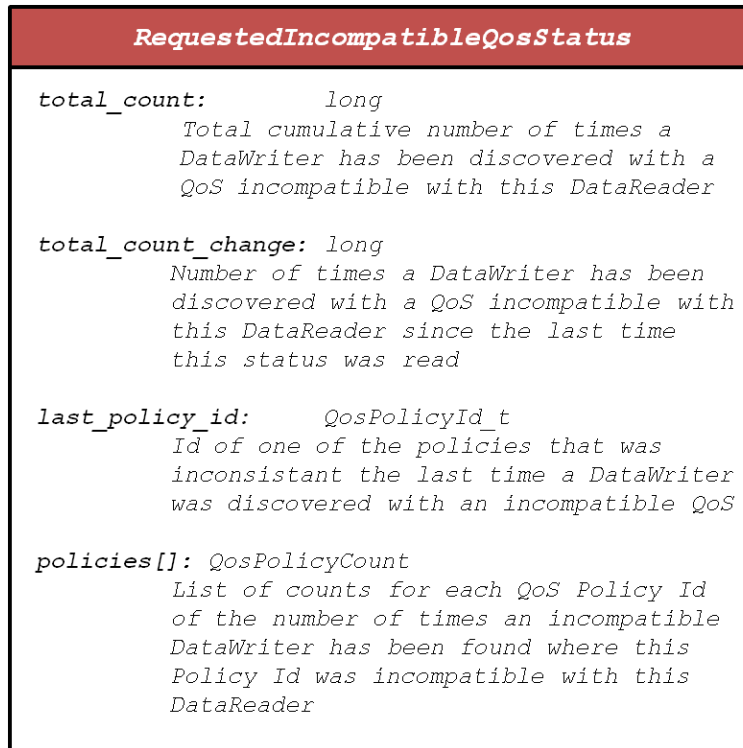 RequestedIncompatibleQosStatus
total_count: long
Total cumulative number of times a
DataWriter has been discovered with a
QoS incompatible with this DataReader
total_count_change: long
Number of times a DataWriter has been
discovered with a QoS incompatible with
this DataReader since the last time
this status was read
last_policy_id: QosPolicyId_t
Id of one of the policies that was
inconsistant the last time a DataWriter
was discovered with an incompatible QoS
policies[]: QosPolicyCount
List of counts for each QoS Policy Id
of the number of times an incompatible
DataWriter has been found where this
Policy Id was incompatible with this
DataReader